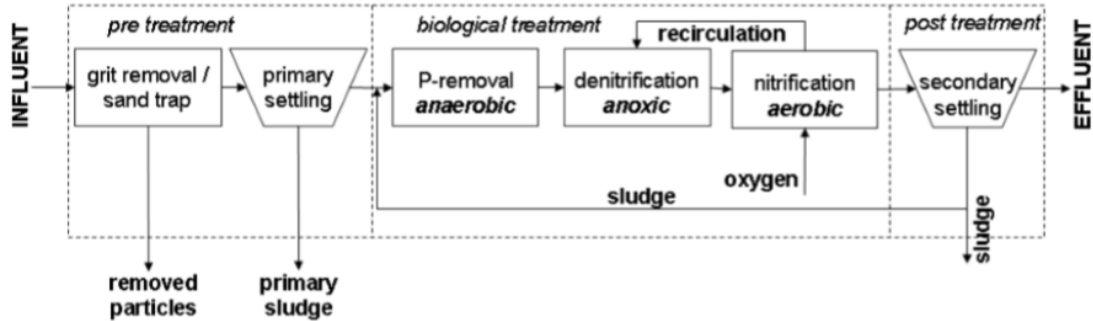 pre treatment
biological treatment
post treatment
INFLUENT
grit removal /
sand trap
primary
settling
P-removal
anaerobic
denitrification
anoxic
recirculation
nitrification
aerobic
secondary
settling
EFFLUENT
oxygen
sludge
sludge
removed
particles
primary
sludge